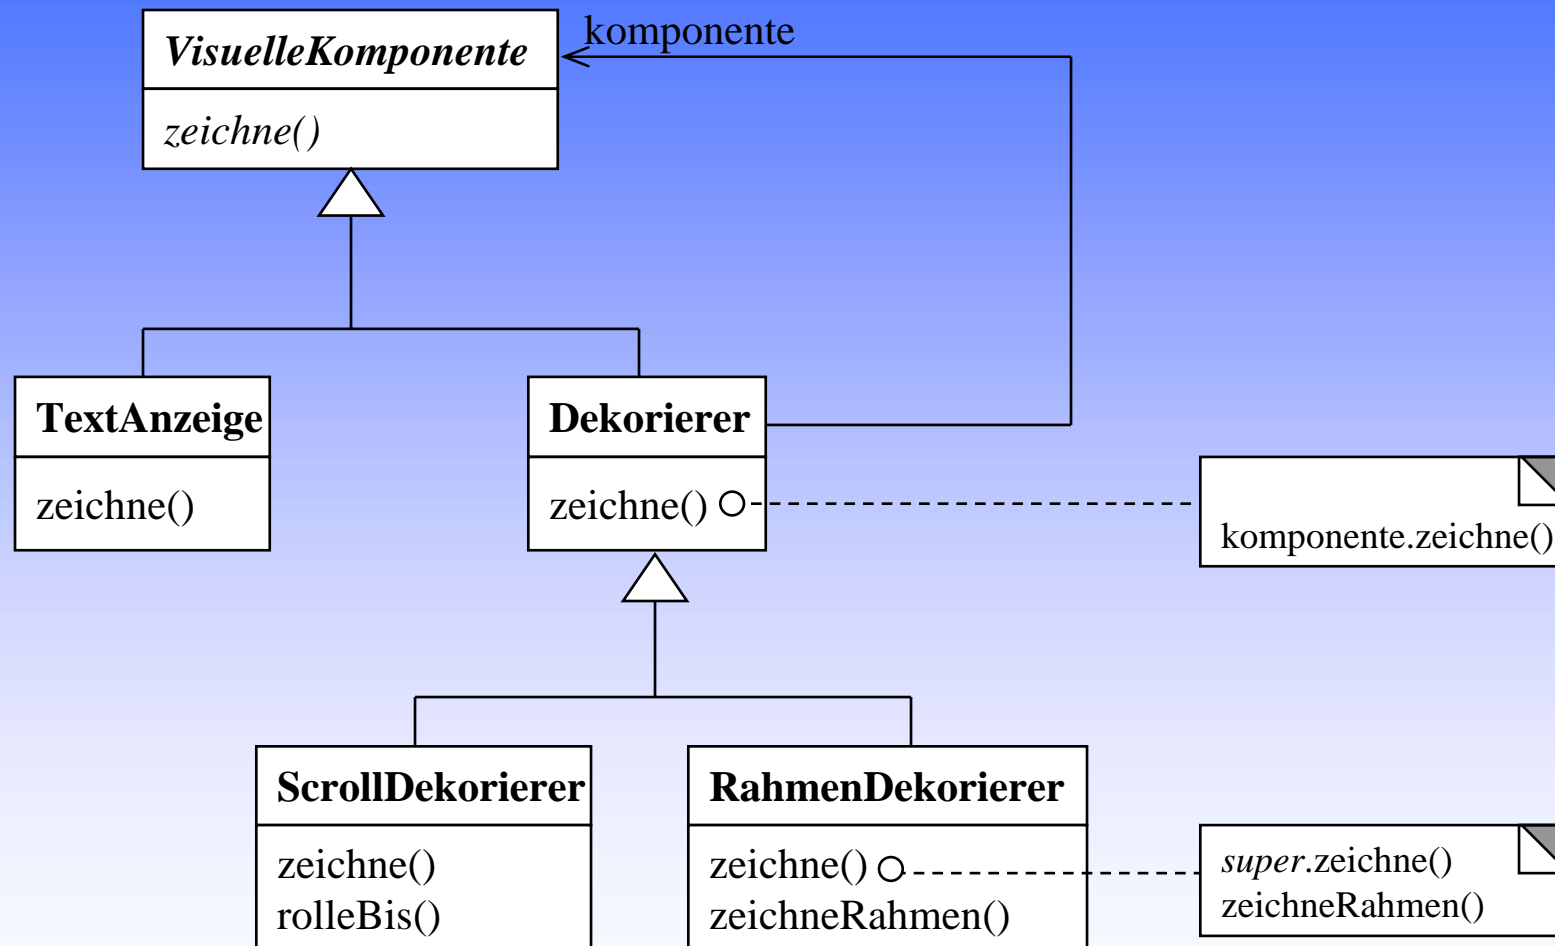 komponente
VisuelleKomponente
zeichne()
TextAnzeige
zeichne()
Dekorierer
zeichne()
komponente.zeichne()
ScrollDekorierer
zeichne()
rolleBis()
RahmenDekorierer
zeichne()
zeichneRahmen()
super.zeichne()
zeichneRahmen()